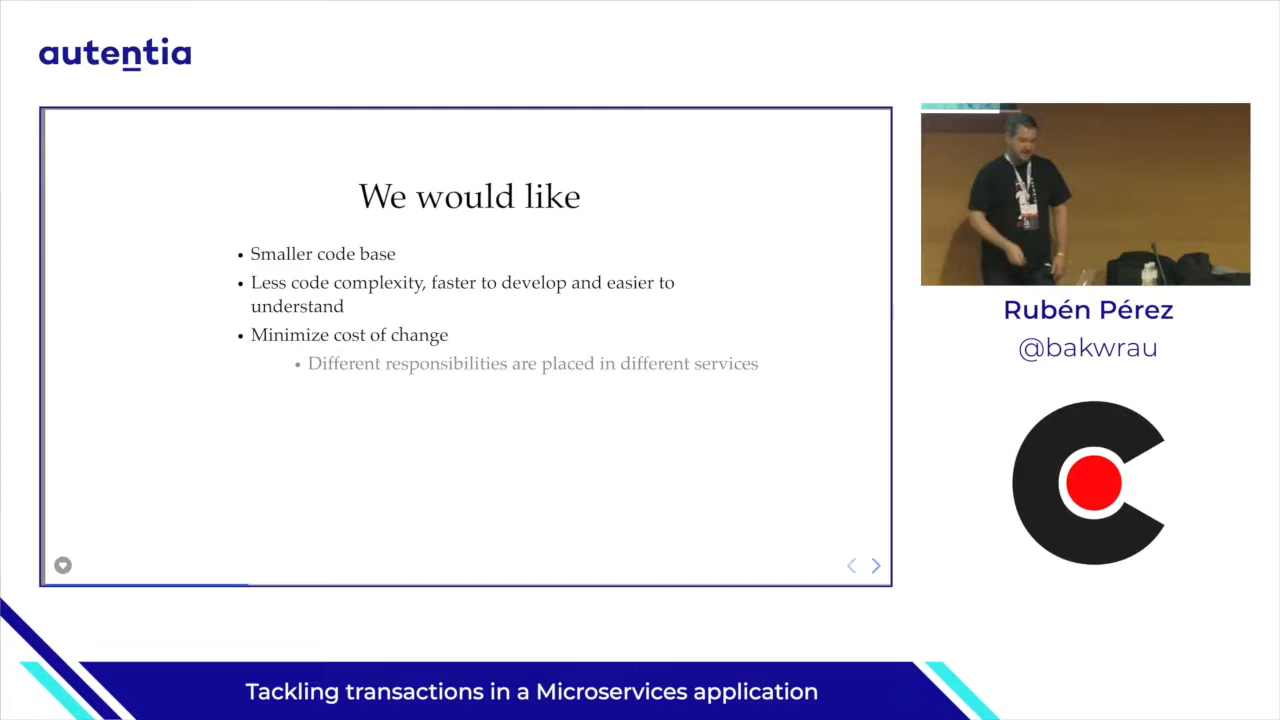 autentia
We would like
• Smaller code base
• Less code complexity, faster to develop and easier to
understand
• Minimize cost of change
• Different responsibilities are placed in different services
Rubén Pérez
@bakwrau
Tackling transactions in a Microservices application